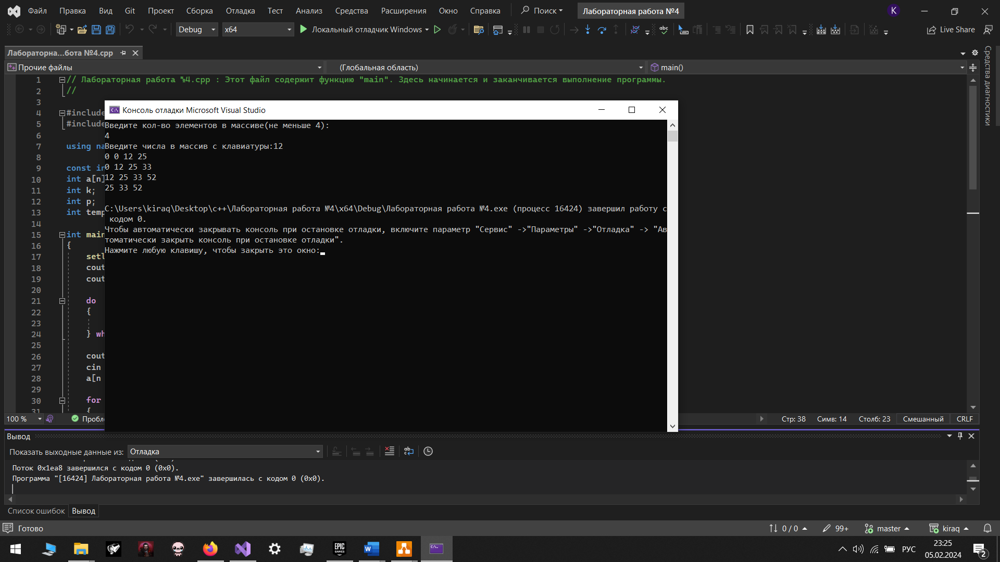 Файл Правка Вид Git Проект Сборка Отладка Тест Анализ Средства Расширения Окно Справка Поиск Лабораторная работа №4 K
Debug x64 Локальный отладчик Windows Live Share
Лабораторна...бота №4.cpp
Средства диагностики
Прочие файлы (Глобальная область) main()
1 // Лабораторная работа №4.cpp : Этот файл содержит функцию "main". Здесь начинается и заканчивается выполнение программы.
2 //
3
4 #include
5 #include
6
7 using na
8
9 const in
10 int a[n]
11 int k;
12 int p;
13 int temp
14
15 int main
16 {
17 setl
18 cout
19 cout
20
21 do
22 {
23
24 } wh
25
26 cout
27 cin
28 a[n
29
30 for
31 {
Консоль отладки Microsoft Visual Studio
Введите кол-во элементов в массиве(не меньше 4):
4
Введите числа в массив с клавиатуры:12
0 0 12 25
0 12 25 33
12 25 33 52
25 33 52
C:\Users\kiraq\Desktop\c++\Лабораторная работа №4\x64\Debug\Лабораторная работа №4.exe (процесс 16424) завершил работу с
кодом 0.
Чтобы автоматически закрывать консоль при остановке отладки, включите параметр "Сервис" ->"Параметры" ->"Отладка" -> "Ав
томатически закрыть консоль при остановке отладки".
Нажмите любую клавишу, чтобы закрыть это окно:
100 % Пробл Стр: 38 Симв: 14 Столб: 23 Смешанный CRLF
Вывод
Показать выходные данные из: Отладка
Поток 0x1ea8 завершился с кодом 0 (0x0).
Программа "[16424] Лабораторная работа №4.exe" завершилась с кодом 0 (0x0).
Список ошибок Вывод
Готово 0 / 0 99+ master kiraq
EPIC GAMES РУС 23:25
05.02.2024 2